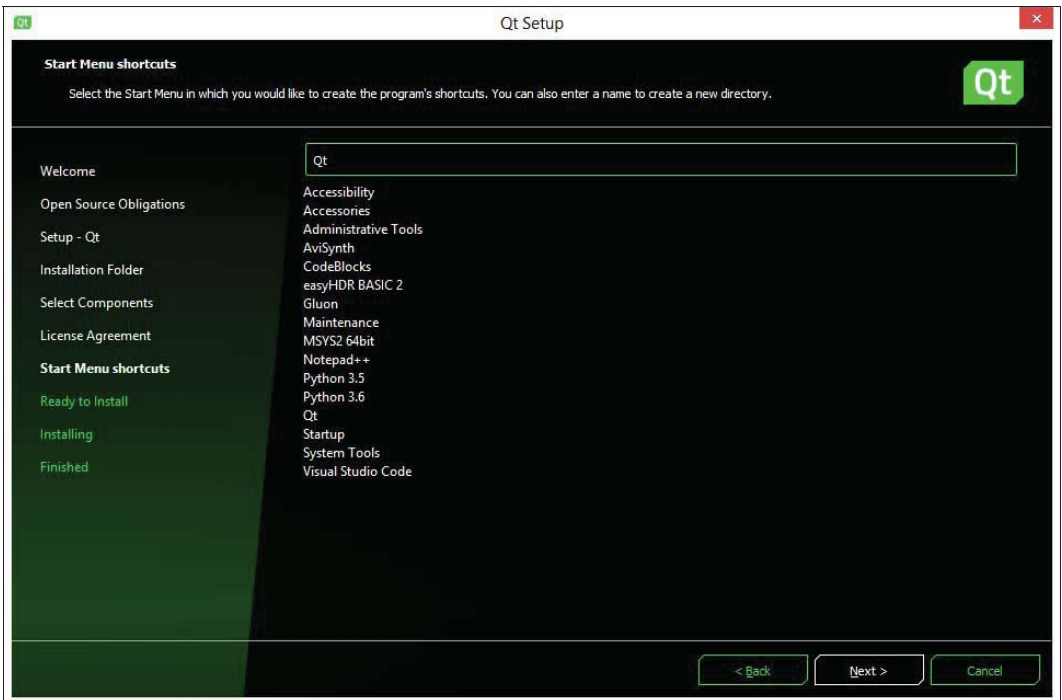 Qt
Qt Setup
Start Menu shortcuts
Select the Start Menu in which you would like to create the program's shortcuts. You can also enter a name to create a new directory.
Qt
Welcome
Open Source Obligations
Setup - Qt
Installation Folder
Select Components
License Agreement
Start Menu shortcuts
Ready to Install
Installing
Finished
Qt
Accessibility
Accessories
Administrative Tools
AviSynth
CodeBlocks
easyHDR BASIC 2
Gluon
Maintenance
MSYS2 64bit
Notepad++
Python 3.5
Python 3.6
Qt
Startup
System Tools
Visual Studio Code
< Back
Next >
Cancel